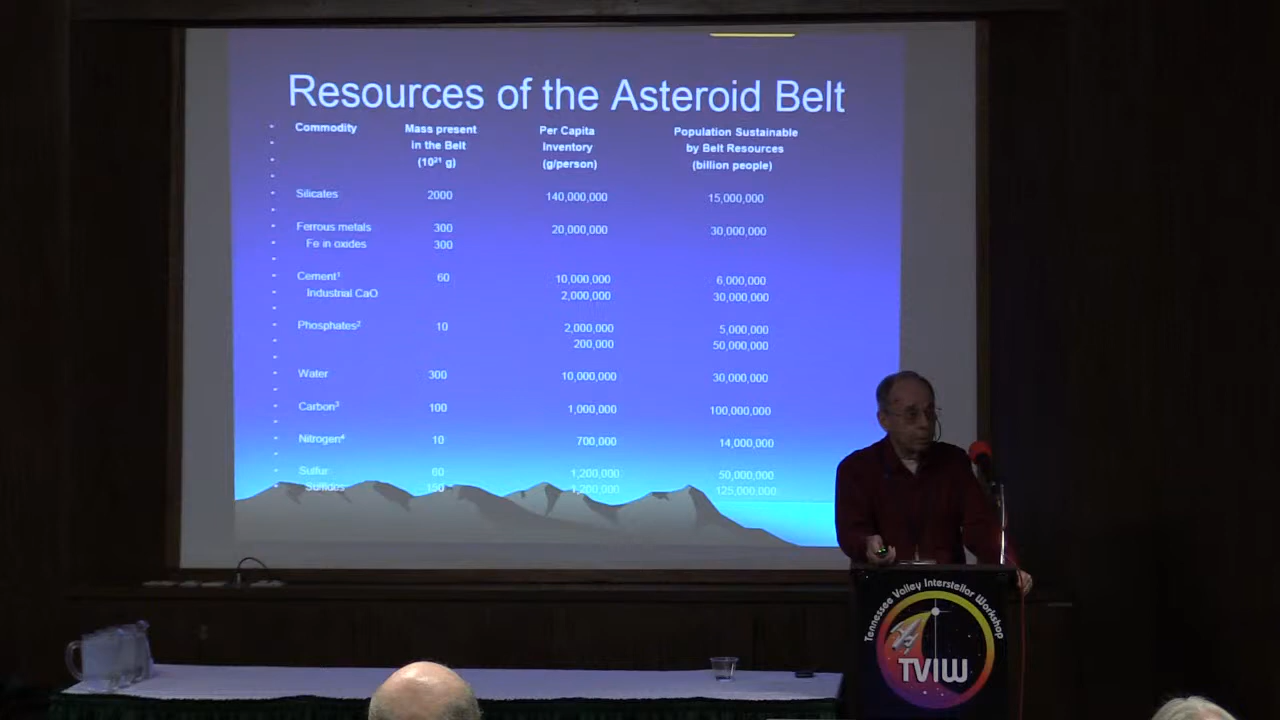 Resources of the Asteroid Belt
Commodity Mass present Per Capita Population Sustainable
in the Belt Inventory by Belt Resources
(10²¹ g) (g/person) (billion people)
Silicates 2000 140,000,000 15,000,000
Ferrous metals 300 20,000,000 30,000,000
Fe in oxides 300
Cement¹ 60 10,000,000 6,000,000
Industrial CaO 2,000,000 30,000,000
Phosphates² 10 2,000,000 5,000,000
200,000 50,000,000
Water 300 10,000,000 30,000,000
Carbon³ 100 1,000,000 100,000,000
Nitrogen⁴ 10 700,000 14,000,000
Sulfur 60 1,200,000 50,000,000
Sulfides 150 1,200,000 125,000,000
Tennessee Valley Interstellar Workshop
TVIW